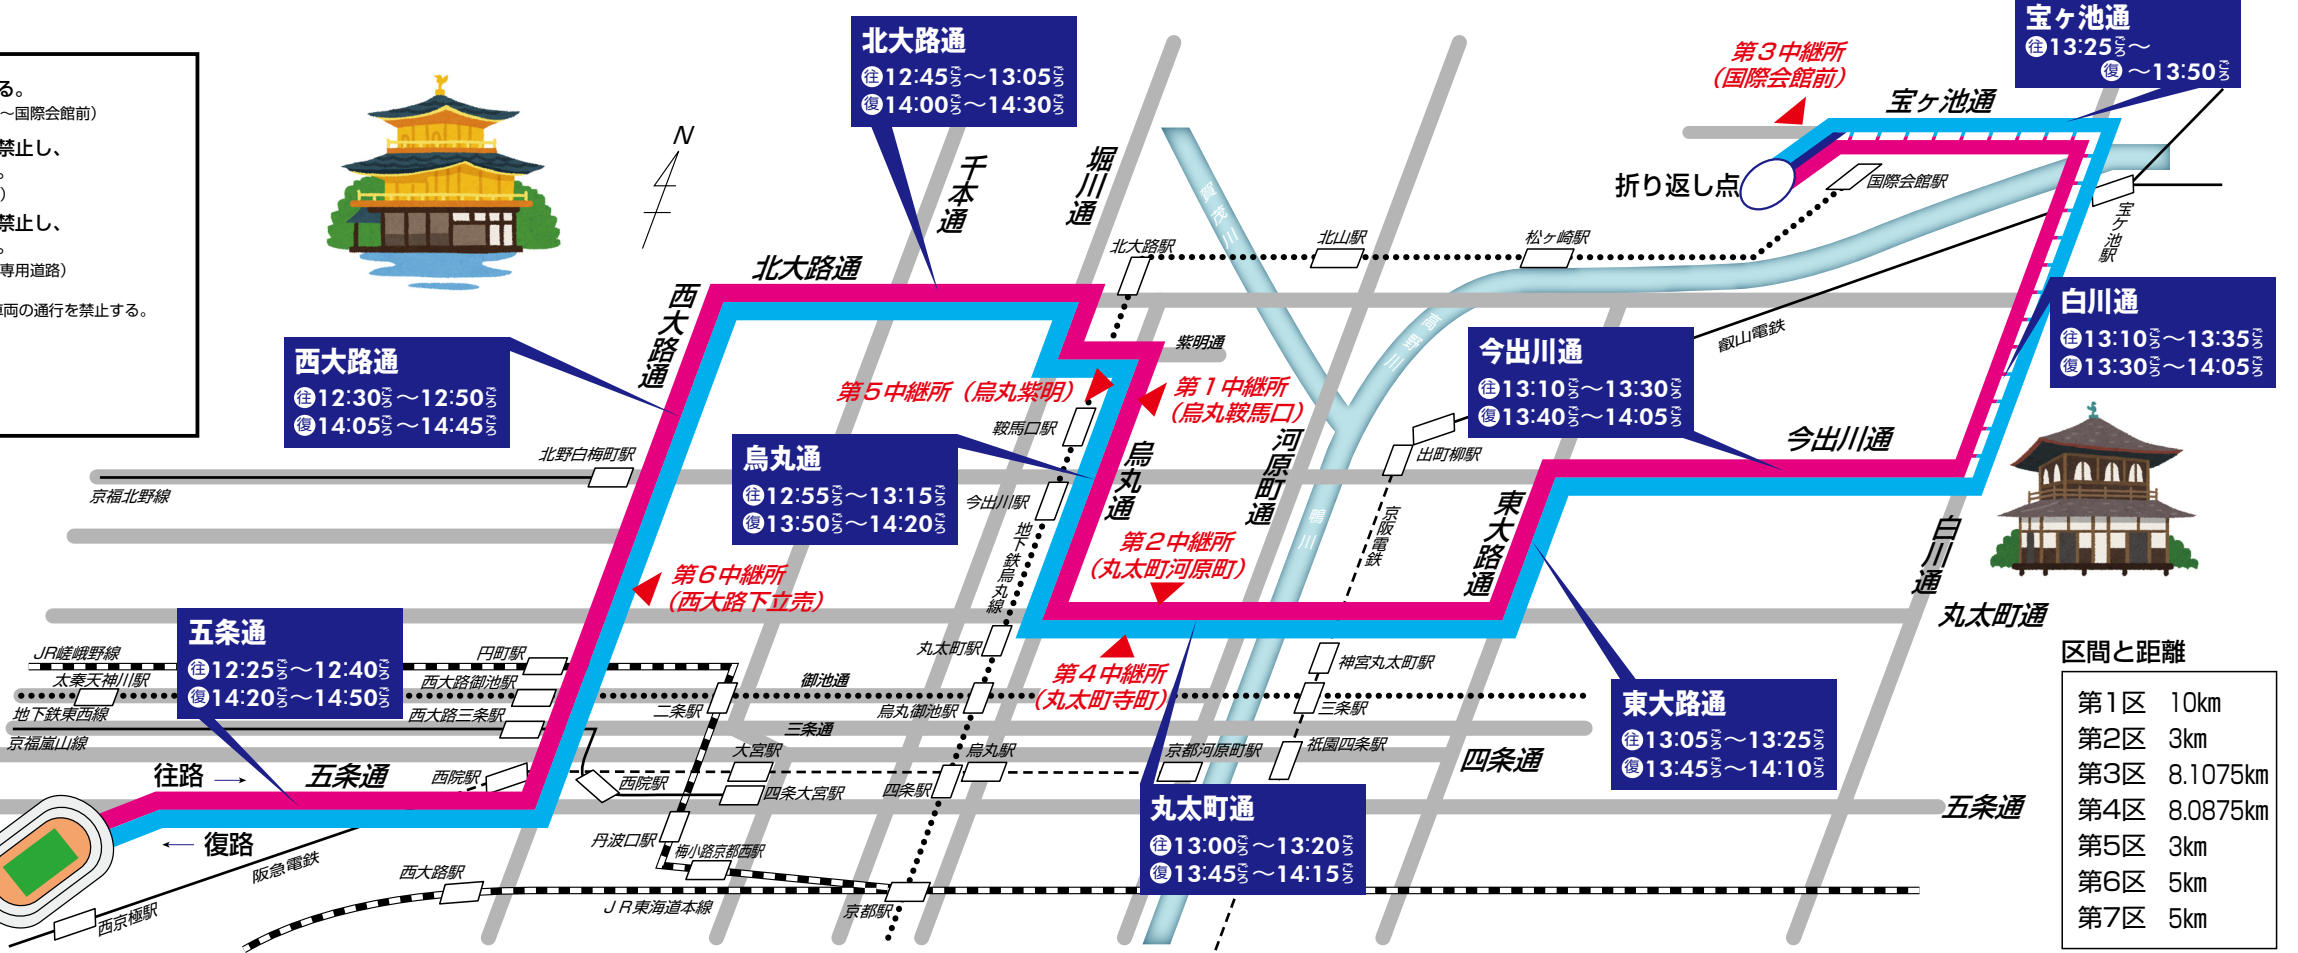 る。
～国際会館前）
禁止し、
。
）
禁止し、
。
専用道路）
車両の通行を禁止する。
N
北大路通
往12:45ごろ～13:05ごろ
復14:00ごろ～14:30ごろ
宝ヶ池通
往13:25ごろ～
復～13:50ごろ
第3中継所
（国際会館前）
宝ヶ池通
折り返し点
国際会館駅
宝ヶ池駅
千本通
堀川通
賀茂川
北大路駅
北山駅
松ヶ崎駅
北大路通
西大路通
紫明通
高野川
叡山電鉄
白川通
往13:10ごろ～13:35ごろ
復13:30ごろ～14:05ごろ
今出川通
往13:10ごろ～13:30ごろ
復13:40ごろ～14:05ごろ
西大路通
往12:30ごろ～12:50ごろ
復14:05ごろ～14:45ごろ
第5中継所（烏丸紫明）
第1中継所
（烏丸鞍馬口）
鞍馬口駅
烏丸通
往12:55ごろ～13:15ごろ
復13:50ごろ～14:20ごろ
烏丸通
河原町通
今出川通
出町柳駅
北野白梅町駅
京福北野線
今出川駅
地下鉄烏丸線
鴨川
京阪電鉄
東大路通
白川通
第2中継所
（丸太町河原町）
第6中継所
（西大路下立売）
丸太町通
五条通
往12:25ごろ～12:40ごろ
復14:20ごろ～14:50ごろ
JR嵯峨野線
円町駅
丸太町駅
神宮丸太町駅
第4中継所
（丸太町寺町）
太秦天神川駅
西大路御池駅
御池通
地下鉄東西線
西大路三条駅
二条駅
烏丸御池駅
三条駅
京福嵐山線
三条通
大宮駅
烏丸駅
京都河原町駅
祇園四条駅
四条通
東大路通
往13:05ごろ～13:25ごろ
復13:45ごろ～14:10ごろ
往路→
五条通
西院駅
西院駅
四条大宮駅
四条駅
五条通
丸太町通
往13:00ごろ～13:20ごろ
復13:45ごろ～14:15ごろ
←復路
阪急電鉄
丹波口駅
梅小路京都西駅
西大路駅
JR東海道本線
京都駅
西京極駅
区間と距離
第1区 10km
第2区 3km
第3区 8.1075km
第4区 8.0875km
第5区 3km
第6区 5km
第7区 5km